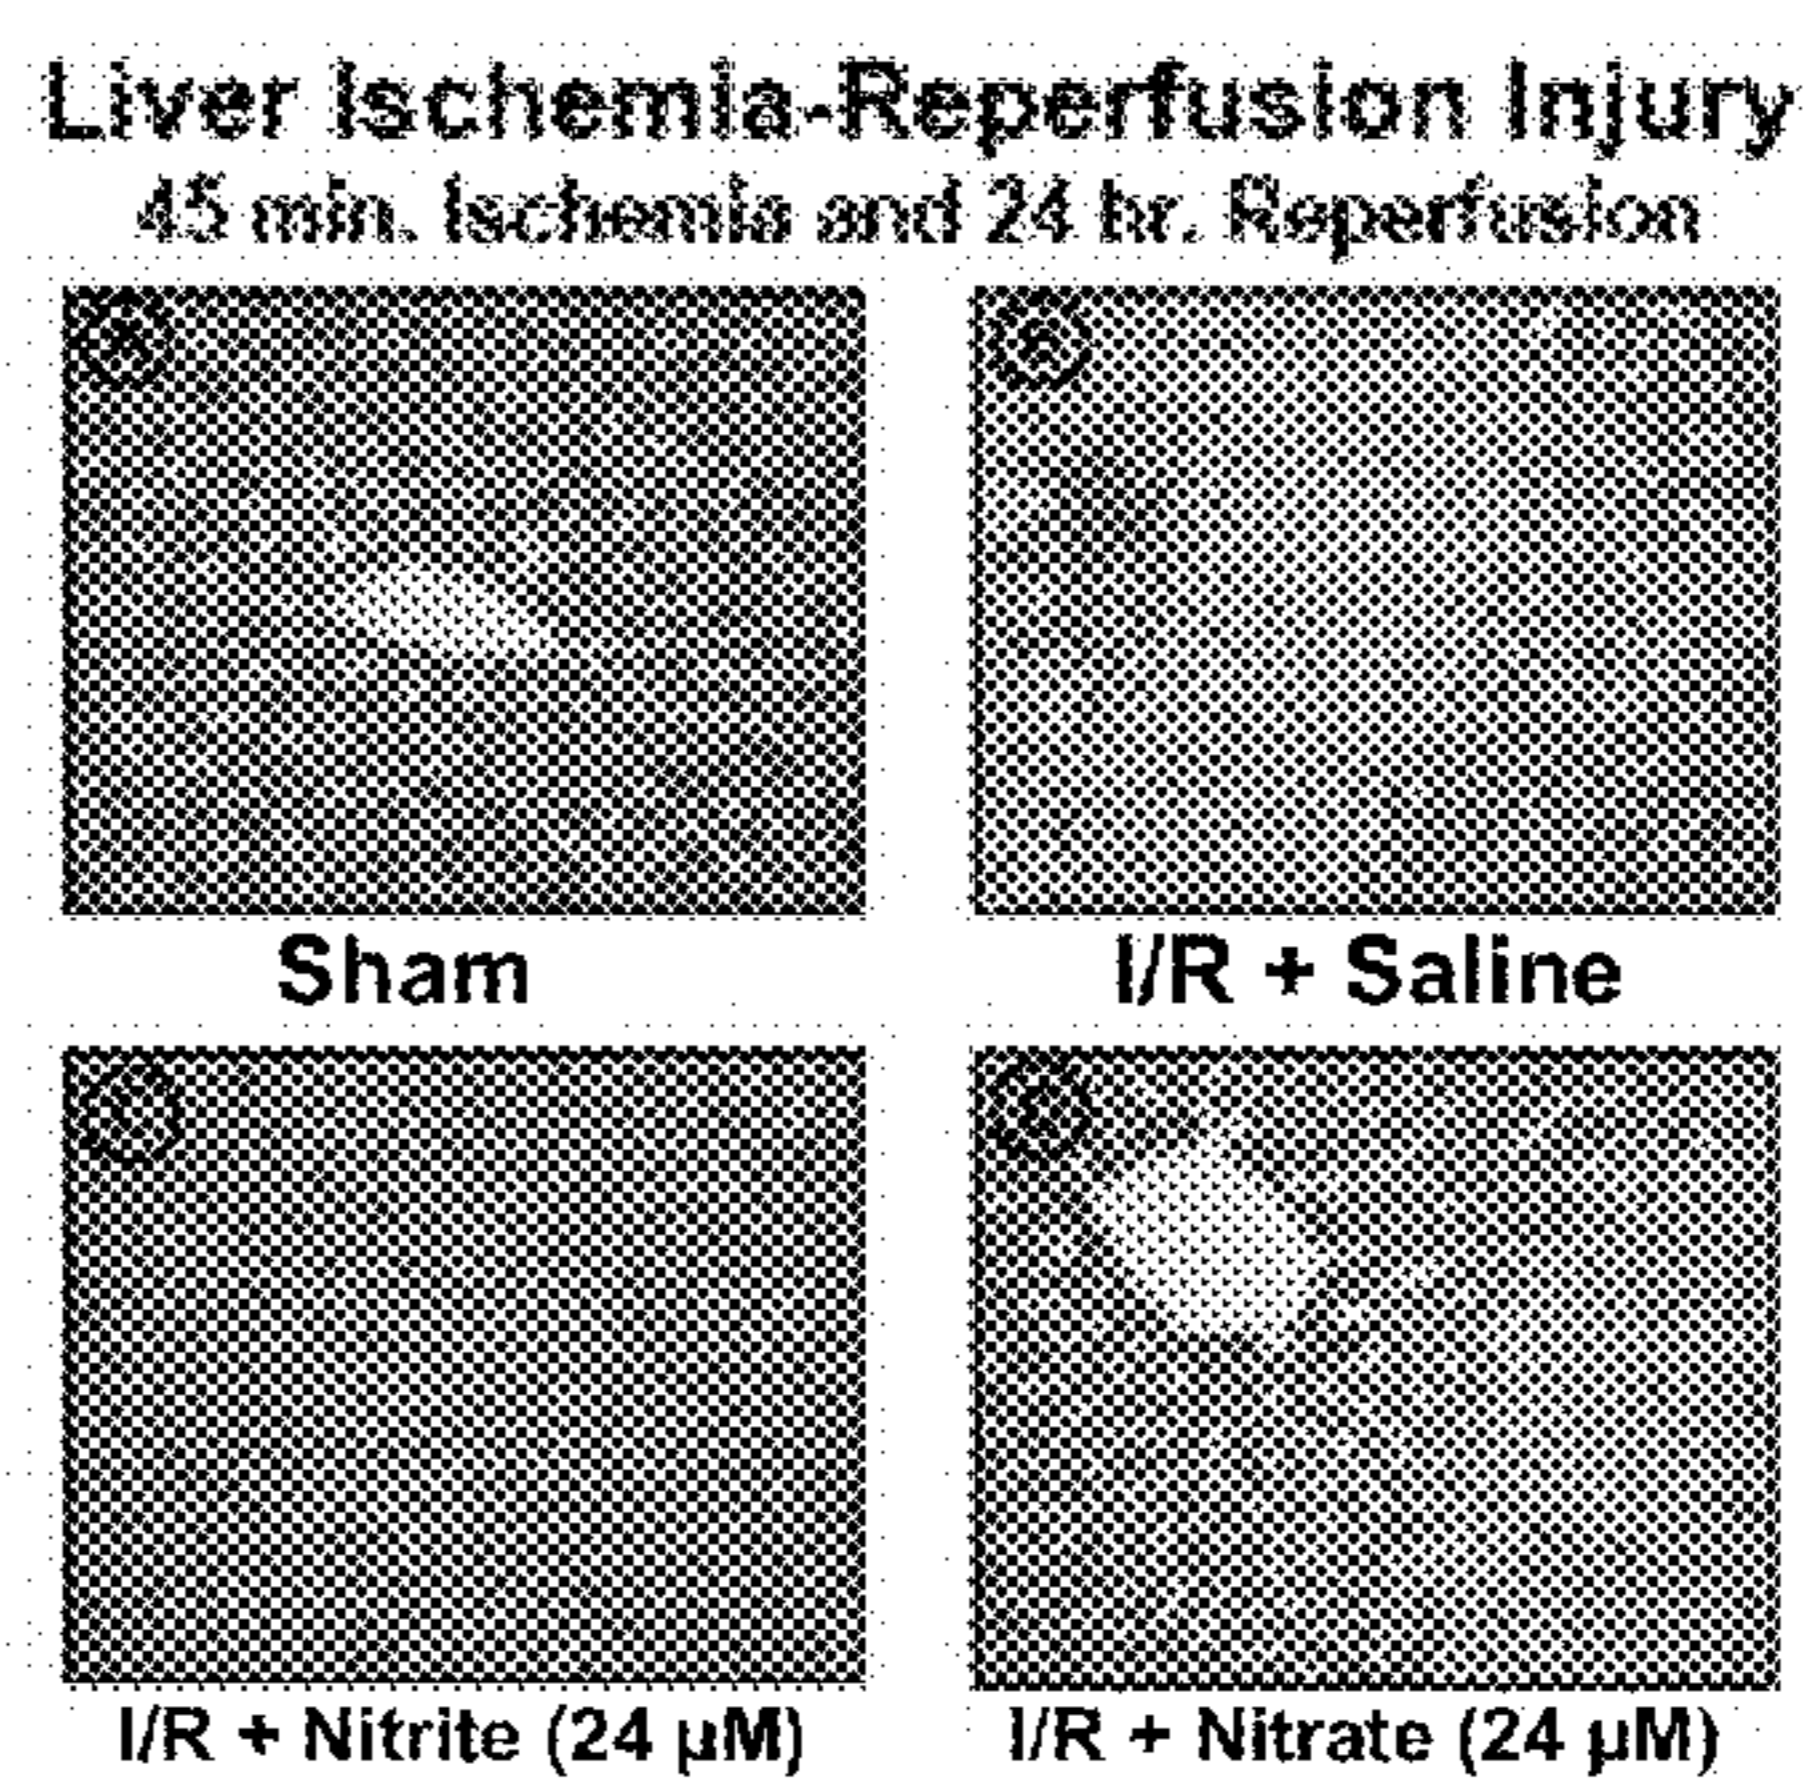 Liver Ischemia-Reperfusion Injury
45 min. Ischemia and 24 hr. Reperfusion
Sham
I/R + Saline
I/R + Nitrite (24 µM)
I/R + Nitrate (24 µM)